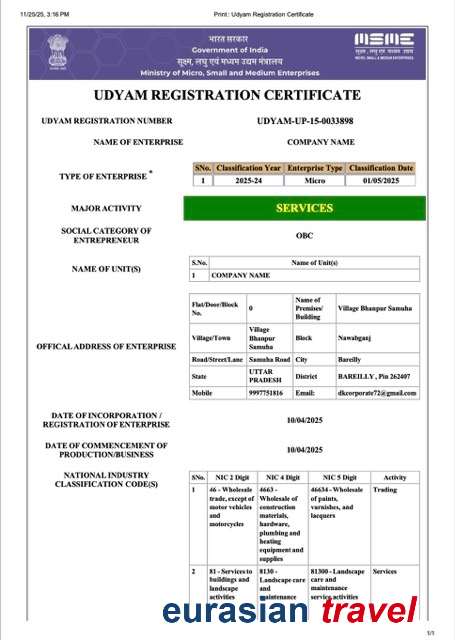 11/20/25, 3:16 PM
Print : Udyam Registration Certificate
भारत सरकार
Government of India
सूक्ष्म, लघु एवं मध्यम उद्यम मंत्रालय
Ministry of Micro, Small and Medium Enterprises
MSME
सूक्ष्म, लघु एवं मध्यम उद्यम
MICRO, SMALL & MEDIUM ENTERPRISES
UDYAM REGISTRATION CERTIFICATE
UDYAM REGISTRATION NUMBER
UDYAM-UP-15-0033898
NAME OF ENTERPRISE
COMPANY NAME
TYPE OF ENTERPRISE *
SNo. Classification Year Enterprise Type Classification Date
1 2025-24 Micro 01/05/2025
MAJOR ACTIVITY
SERVICES
SOCIAL CATEGORY OF
ENTREPRENEUR
OBC
NAME OF UNIT(S)
S.No. Name of Unit(s)
1 COMPANY NAME
OFFICAL ADDRESS OF ENTERPRISE
Flat/Door/Block
No.
0
Name of
Premises/
Building
Village Bhanpur Samuha
Village/Town
Village
Bhanpur
Samuha
Block
Nawabganj
Road/Street/Lane Samuha Road City Bareilly
State
UTTAR
PRADESH
District
BAREILLY , Pin 262407
Mobile 9997751816 Email: dkcorporate72@gmail.com
DATE OF INCORPORATION /
REGISTRATION OF ENTERPRISE
10/04/2025
DATE OF COMMENCEMENT OF
PRODUCTION/BUSINESS
10/04/2025
NATIONAL INDUSTRY
CLASSIFICATION CODE(S)
SNo. NIC 2 Digit NIC 4 Digit NIC 5 Digit Activity
1
46 - Wholesale
trade, except of
motor vehicles
and
motorcycles
4663 -
Wholesale of
construction
materials,
hardware,
plumbing and
heating
equipment and
supplies
46634 - Wholesale
of paints,
varnishes, and
lacquers
Trading
2
81 - Services to
buildings and
landscape
activities
8130 -
Landscape care
and
maintenance
81300 - Landscape
care and
maintenance
service activities
Services
eurasian travel
1/1